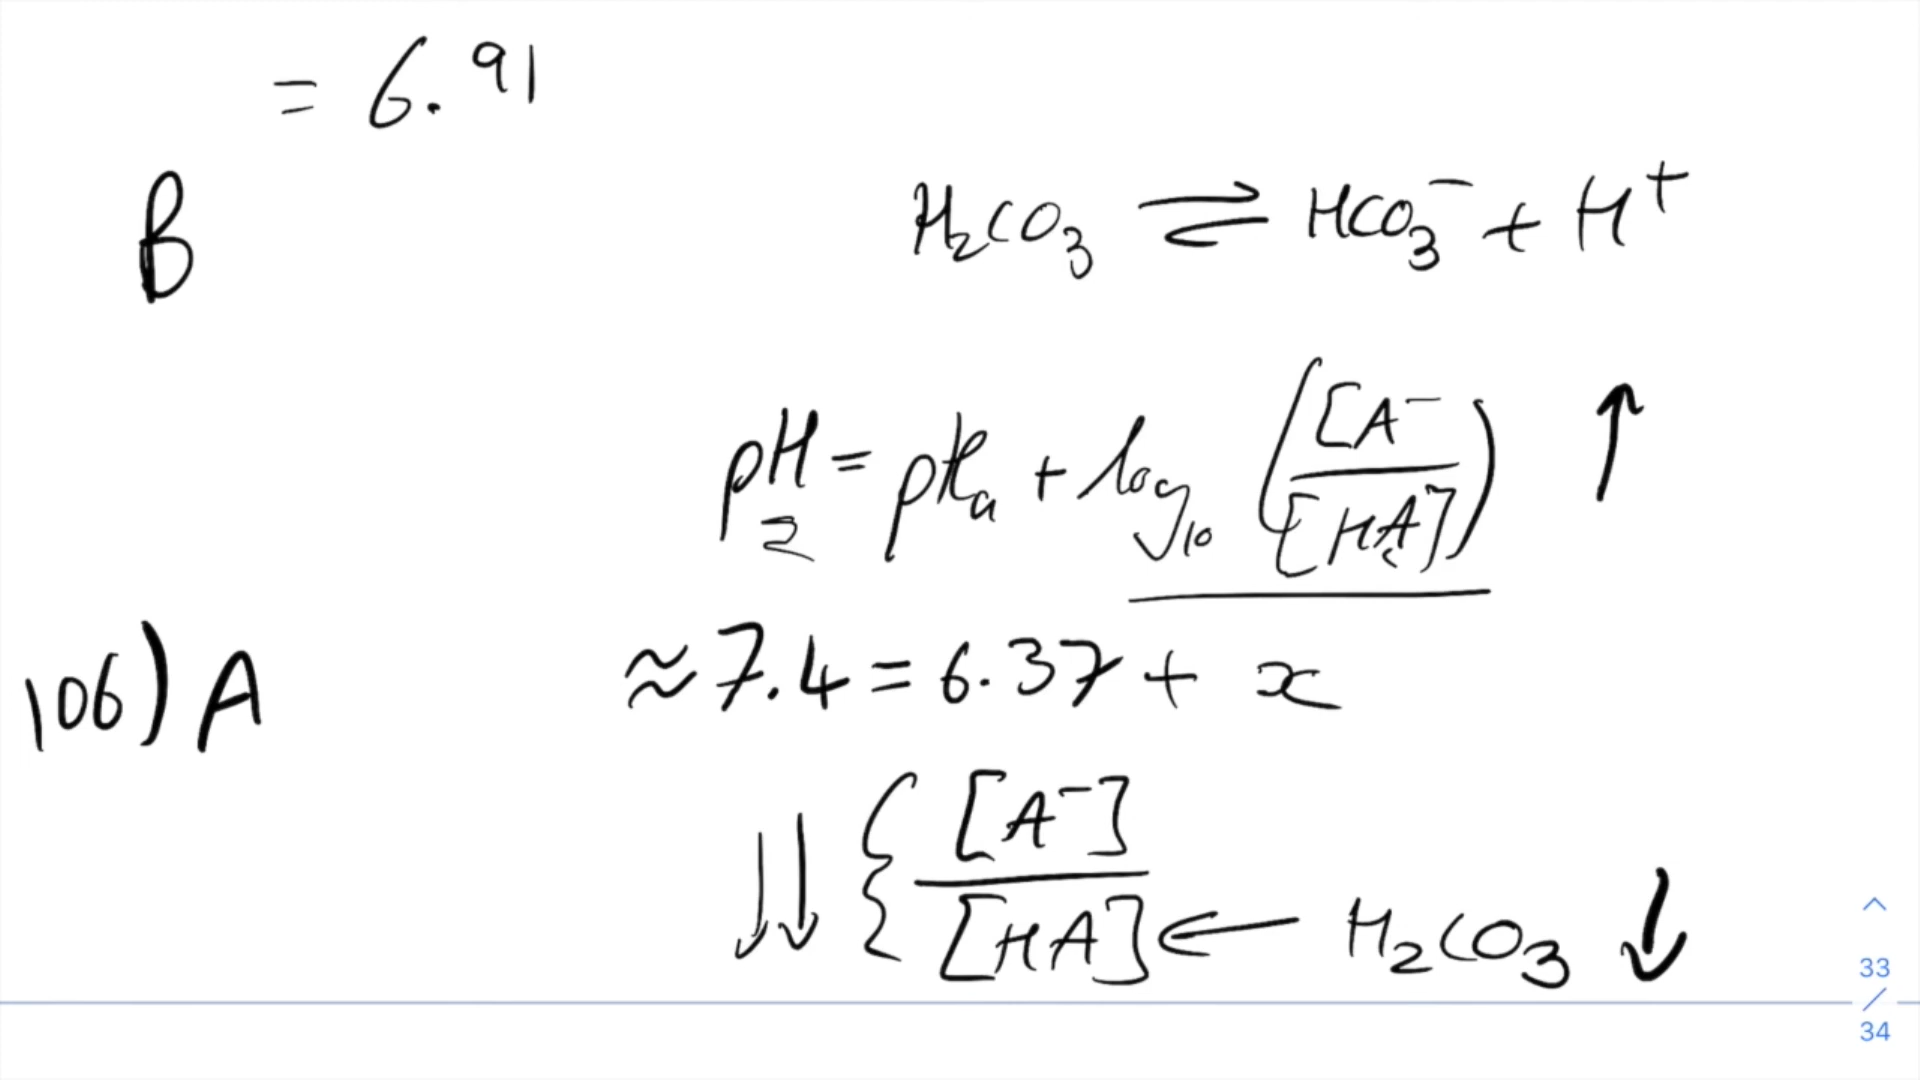 = 6.91
B
H₂CO₃ ⇌ HCO₃⁻ + H⁺
pH = pKₐ + log₁₀ ([A⁻ / [HA]) ↑
106) A
≈ 7.4 = 6.37 + x
↓↓ { [A⁻] / [HA] ← H₂CO₃ ↓
33
/
34